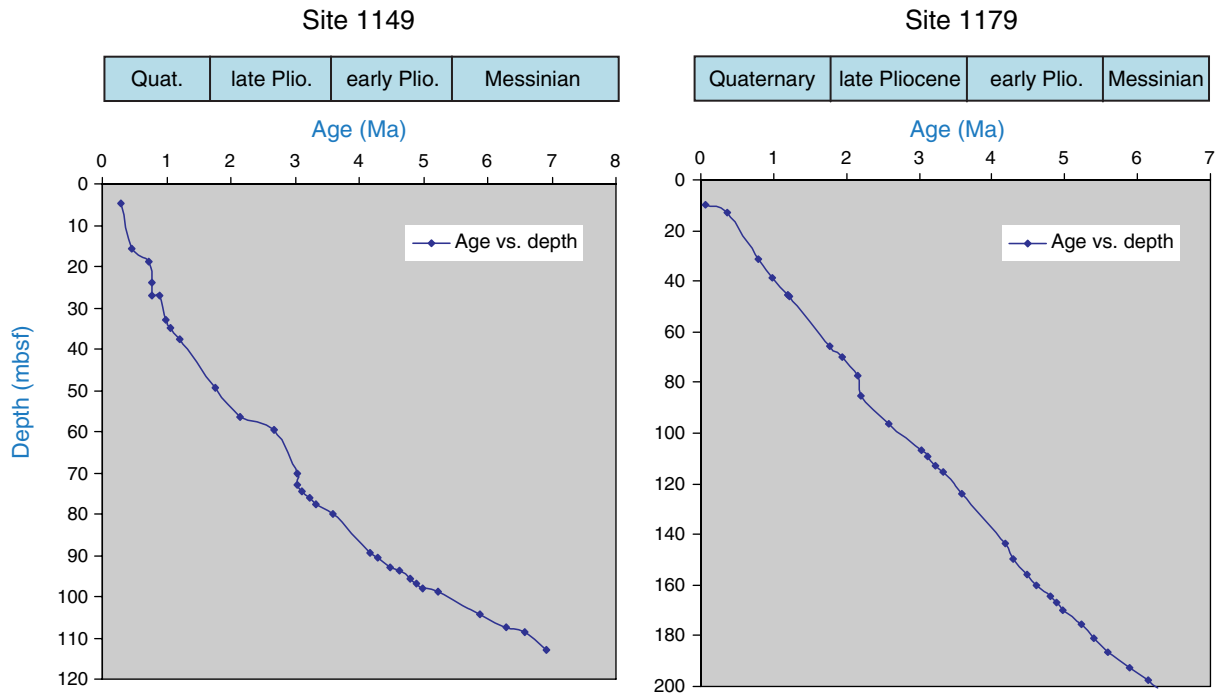 Site 1149
Quat. late Plio. early Plio. Messinian
Age (Ma)
0 1 2 3 4 5 6 7 8
0
10
20
30
40
50
60
70
80
90
100
110
120
Depth (mbsf)
Age vs. depth
Site 1179
Quaternary late Pliocene early Plio. Messinian
Age (Ma)
0 1 2 3 4 5 6 7
0
20
40
60
80
100
120
140
160
180
200
Age vs. depth